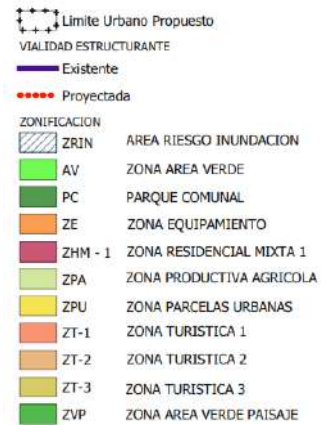 Limite Urbano Propuesto
VIALIDAD ESTRUCTURANTE
Existente
Proyectada
ZONIFICACION
ZRIN AREA RIESGO INUNDACION
AV ZONA AREA VERDE
PC PARQUE COMUNAL
ZE ZONA EQUIPAMIENTO
ZHM - 1 ZONA RESIDENCIAL MIXTA 1
ZPA ZONA PRODUCTIVA AGRICOLA
ZPU ZONA PARCELAS URBANAS
ZT-1 ZONA TURISTICA 1
ZT-2 ZONA TURISTICA 2
ZT-3 ZONA TURISTICA 3
ZVP ZONA AREA VERDE PAISAJE